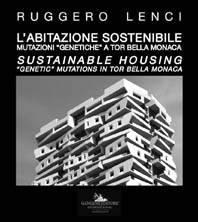 RUGGERO LENCI
L'ABITAZIONE SOSTENIBILE
MUTAZIONI "GENETICHE" A TOR BELLA MONACA
SUSTAINABLE HOUSING
"GENETIC" MUTATIONS IN TOR BELLA MONACA
GANGEMI EDITORE
INTERNATIONAL